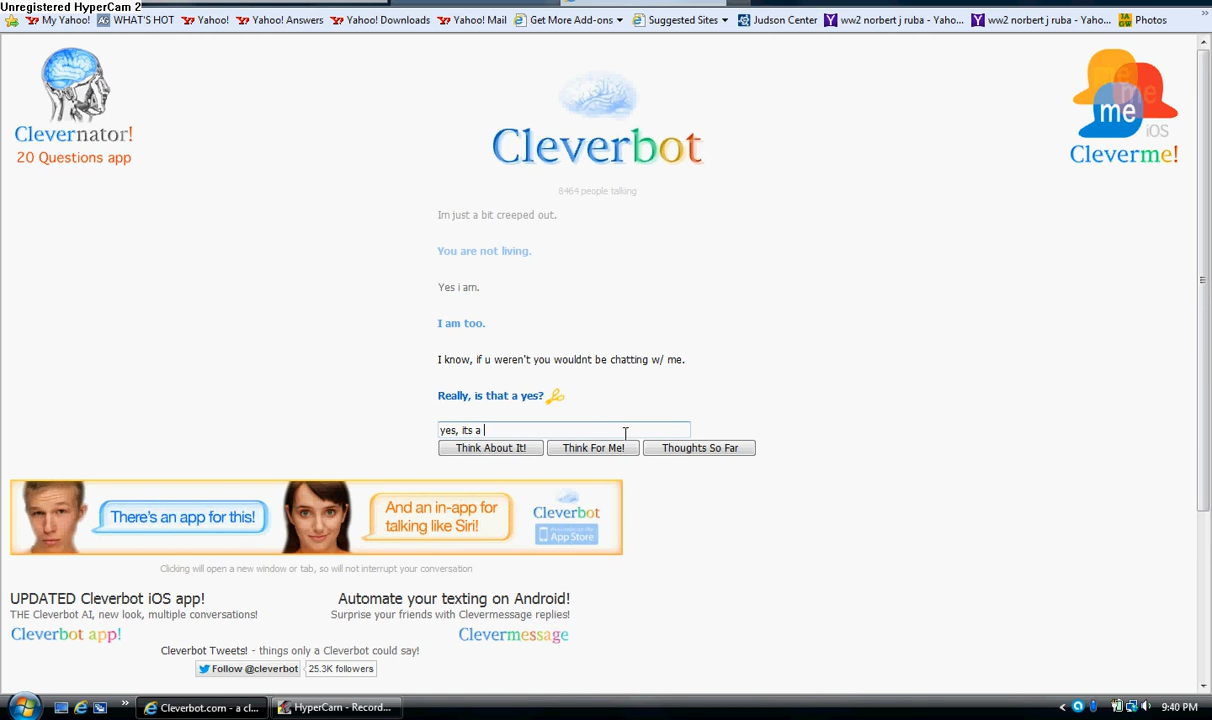 Unregistered HyperCam 2
My Yahoo! WHAT'S HOT Yahoo! Yahoo! Answers Yahoo! Downloads Yahoo! Mail Get More Add-ons Suggested Sites Judson Center ww2 norbert j ruba - Yaho... ww2 norbert j ruba - Yaho... Photos
me
me
me
iOS
Clevernator!
20 Questions app
Cleverbot
Cleverme!
8464 people talking
Im just a bit creeped out.
You are not living.
Yes i am.
I am too.
I know, if u weren't you wouldnt be chatting w/ me.
Really, is that a yes?
yes, its a
Think About It! Think For Me! Thoughts So Far
There's an app for this!
And an in-app for
talking like Siri!
Cleverbot
Available on the
App Store
Clicking will open a new window or tab, so will not interrupt your conversation
UPDATED Cleverbot iOS app! Automate your texting on Android!
THE Cleverbot AI, new look, multiple conversations! Surprise your friends with Clevermessage replies!
Cleverbot app! Clevermessage
Cleverbot Tweets! - things only a Cleverbot could say!
Follow @cleverbot 25.3K followers
Cleverbot.com - a cl... HyperCam - Record... 9:40 PM